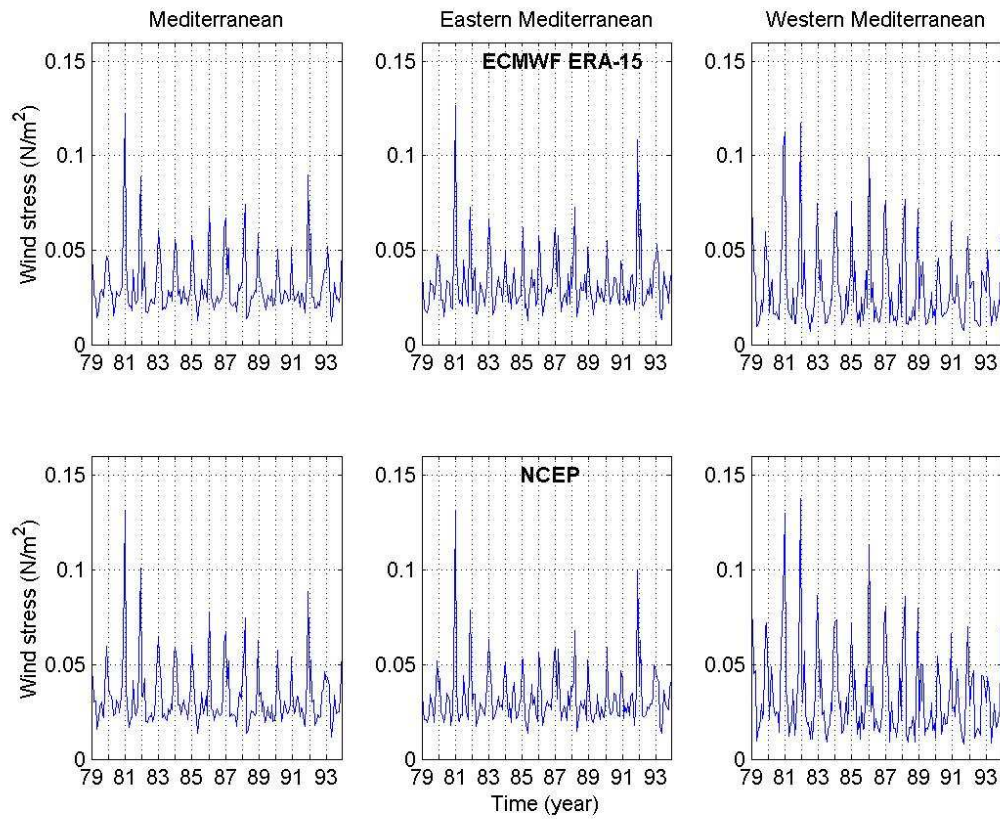 Mediterranean
Eastern Mediterranean
Western Mediterranean
ECMWF ERA-15
Wind stress (N/m²)
0.15
0.1
0.05
0
79 81 83 85 87 89 91 93
0.15
0.1
0.05
0
79 81 83 85 87 89 91 93
0.15
0.1
0.05
0
79 81 83 85 87 89 91 93
NCEP
Wind stress (N/m²)
0.15
0.1
0.05
0
79 81 83 85 87 89 91 93
0.15
0.1
0.05
0
79 81 83 85 87 89 91 93
0.15
0.1
0.05
0
79 81 83 85 87 89 91 93
Time (year)